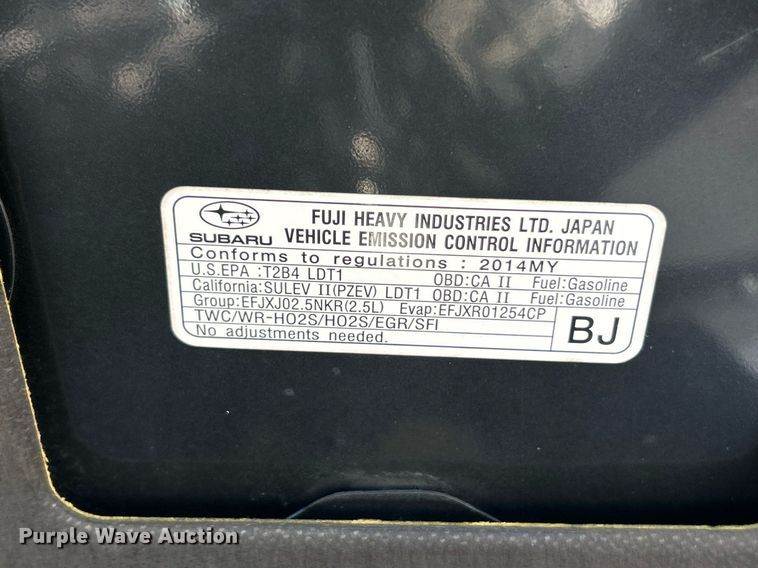 SUBARU
FUJI HEAVY INDUSTRIES LTD. JAPAN
VEHICLE EMISSION CONTROL INFORMATION
Conforms to regulations : 2014MY
U.S.EPA :T2B4 LDT1 OBD:CA II Fuel:Gasoline
California:SULEV II(PZEV) LDT1 OBD:CA II Fuel:Gasoline
Group:EFJXJ02.5NKR(2.5L) Evap:EFJXR01254CP
TWC/WR-HO2S/HO2S/EGR/SFI
No adjustments needed.
BJ
Purple Wave Auction